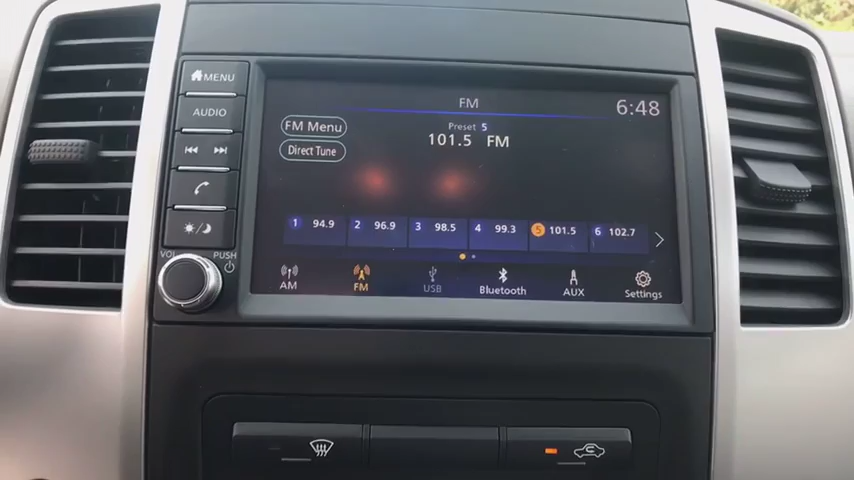 MENU
AUDIO
VOL PUSH
FM
6:48
FM Menu
Direct Tune
Preset 5
101.5 FM
1 94.9 2 96.9 3 98.5 4 99.3 5 101.5 6 102.7
AM FM USB Bluetooth AUX Settings